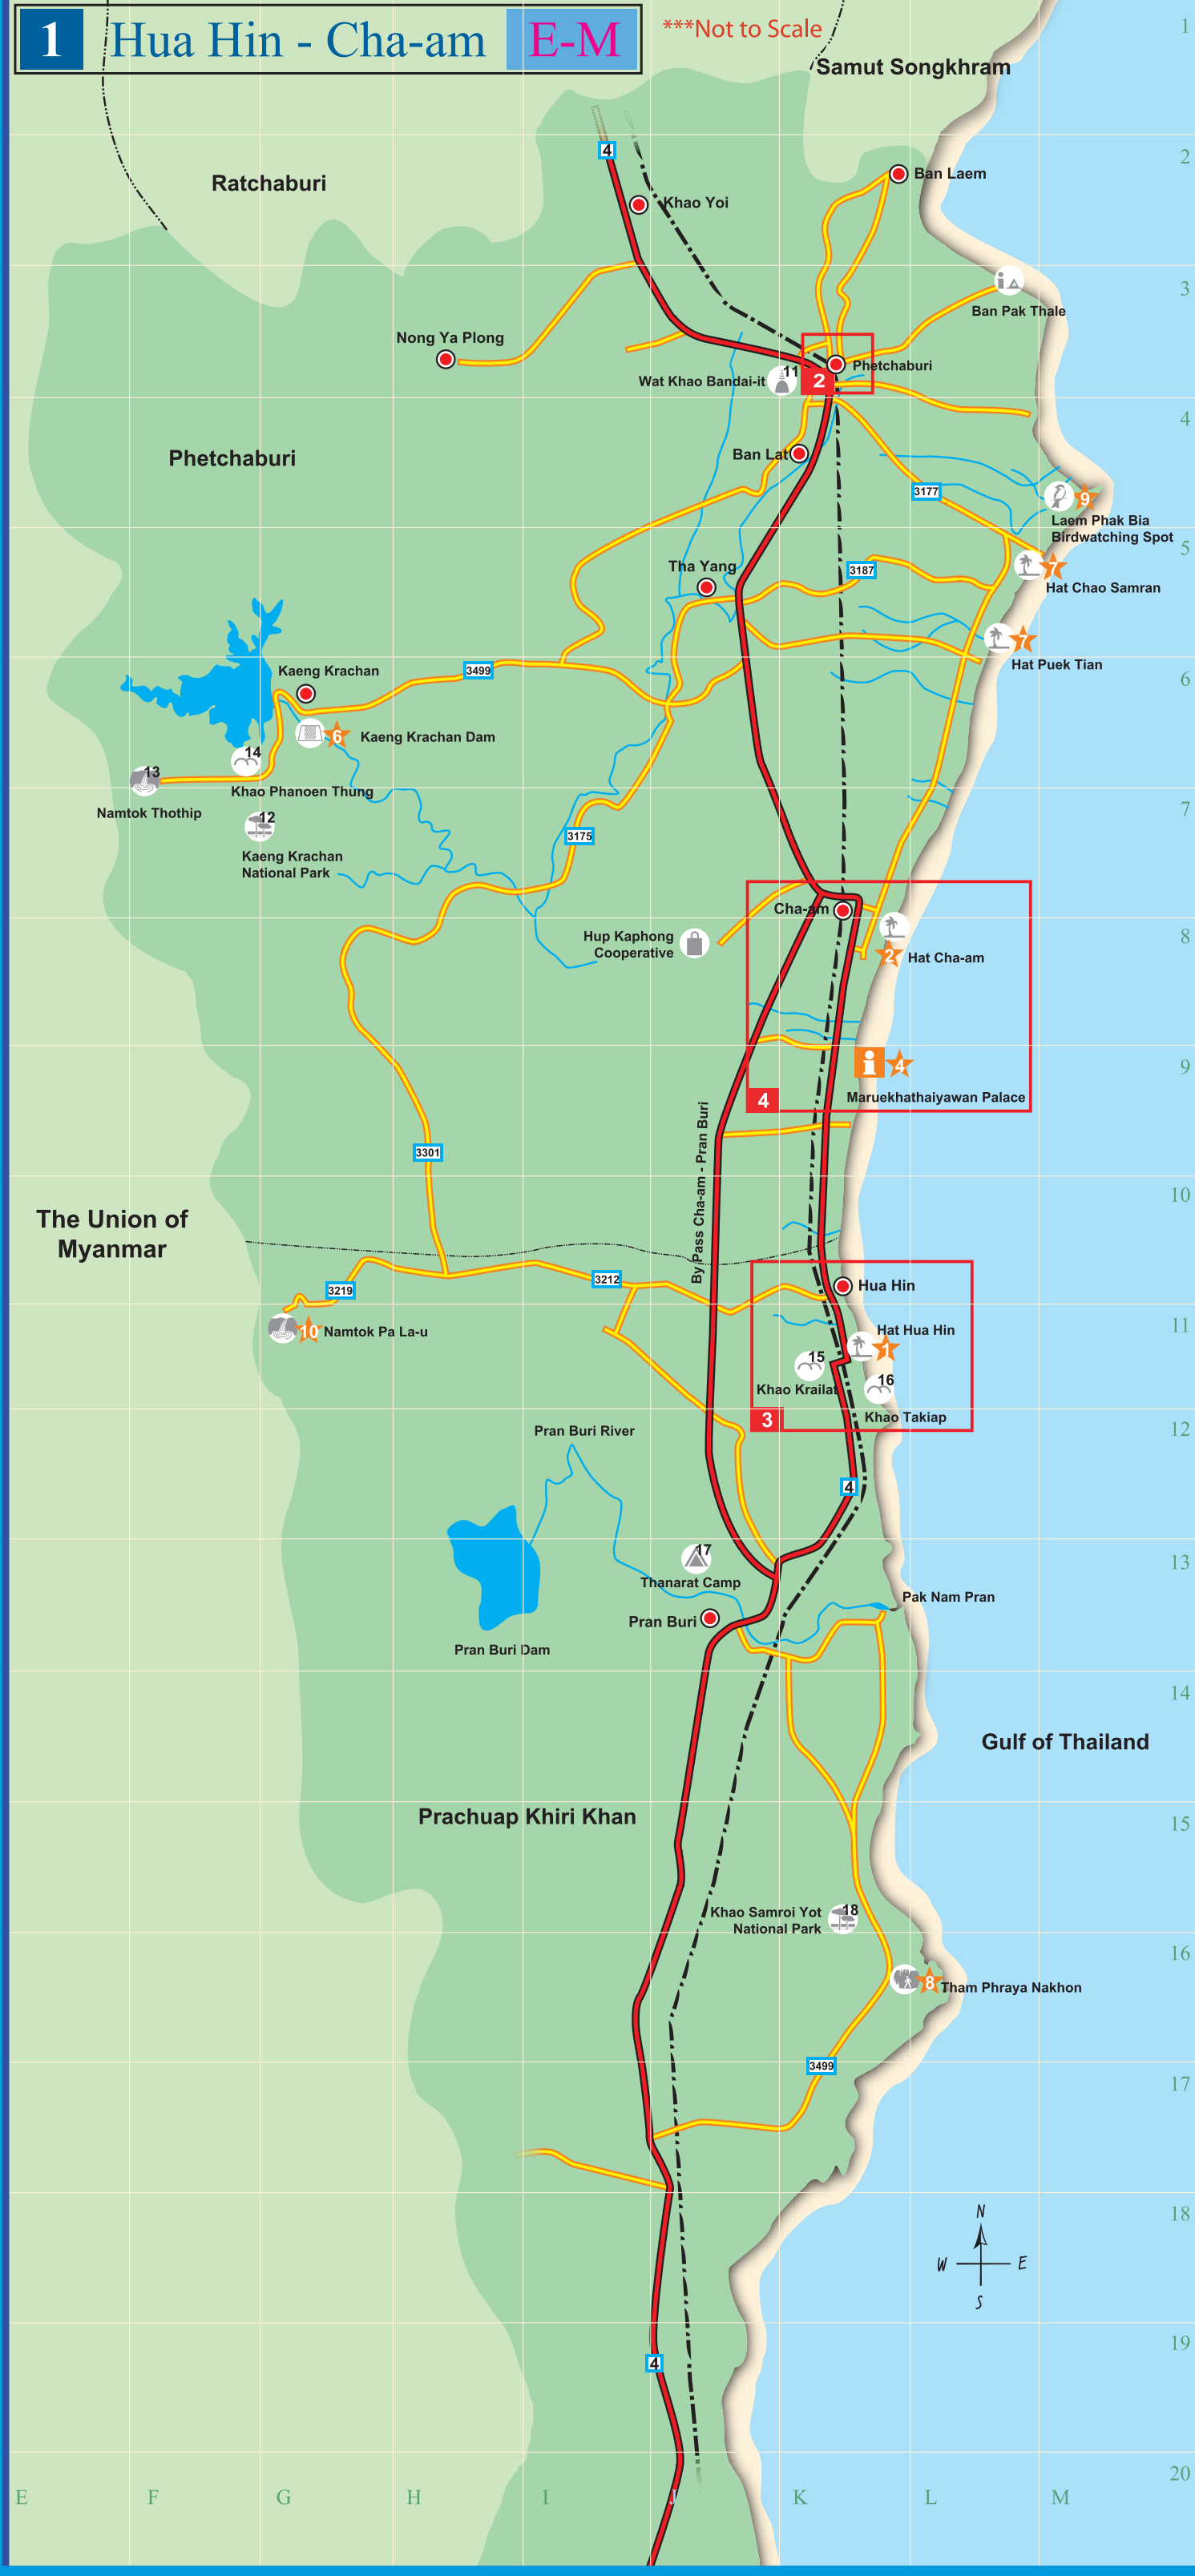 1 Hua Hin - Cha-am E-M
***Not to Scale
1
Samut Songkhram
4
2
Ban Laem
Ratchaburi
Khao Yoi
3
Ban Pak Thale
Nong Ya Plong
Phetchaburi
11
2
Wat Khao Bandai-it
4
Ban Lat
Phetchaburi
3177
9
Laem Phak Bia
Birdwatching Spot
5
Tha Yang
3187
7
Hat Chao Samran
7
Hat Puek Tian
Kaeng Krachan
3499
6
6
Kaeng Krachan Dam
14
13
Khao Phanoen Thung
Namtok Thothip
7
12
3175
Kaeng Krachan
National Park
Cha-am
8
Hup Kaphong
Cooperative
2
Hat Cha-am
4
9
4
Maruekhathaiyawan Palace
By Pass Cha-am - Pran Buri
3301
10
The Union of
Myanmar
3212
Hua Hin
3219
10
Namtok Pa La-u
11
Hat Hua Hin
1
15
Khao Krailat
16
3
Khao Takiap
12
Pran Buri River
4
13
17
Thanarat Camp
Pak Nam Pran
Pran Buri
Pran Buri Dam
14
Gulf of Thailand
Prachuap Khiri Khan
15
Khao Samroi Yot
National Park
18
16
8
Tham Phraya Nakhon
3499
17
N
18
W E
S
19
4
20
E F G H I J K L M